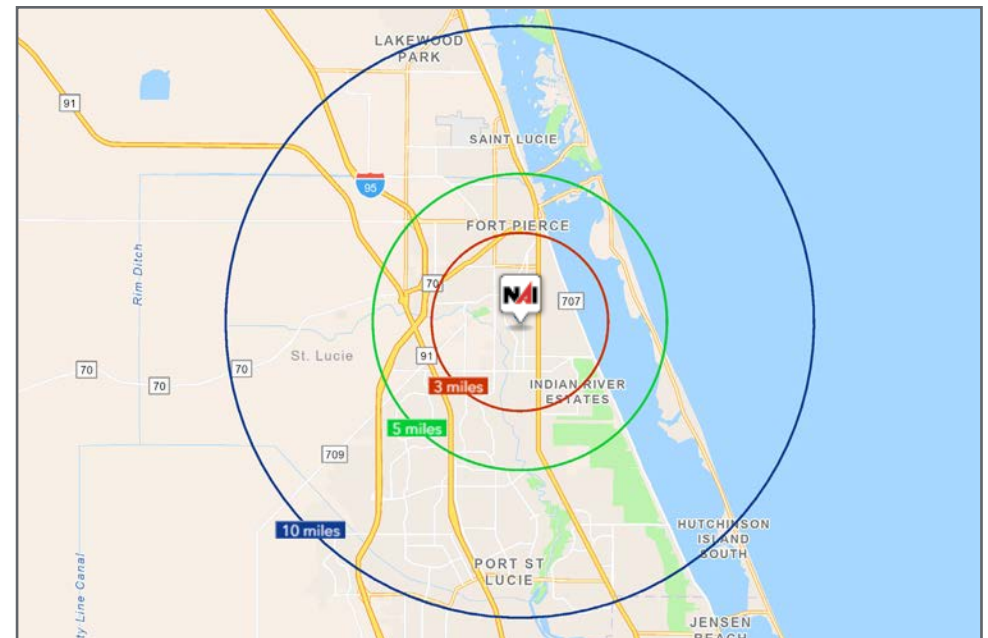 LAKEWOOD
PARK
91
SAINT LUCIE
95
FORT PIERCE
Rim Ditch
70
NAI
707
St. Lucie
91
70
70
70
3 miles
INDIAN RIVER
ESTATES
5 miles
709
10 miles
HUTCHINSON
ISLAND
SOUTH
PORT ST
LUCIE
ty Line Canal
JENSEN
BEACH